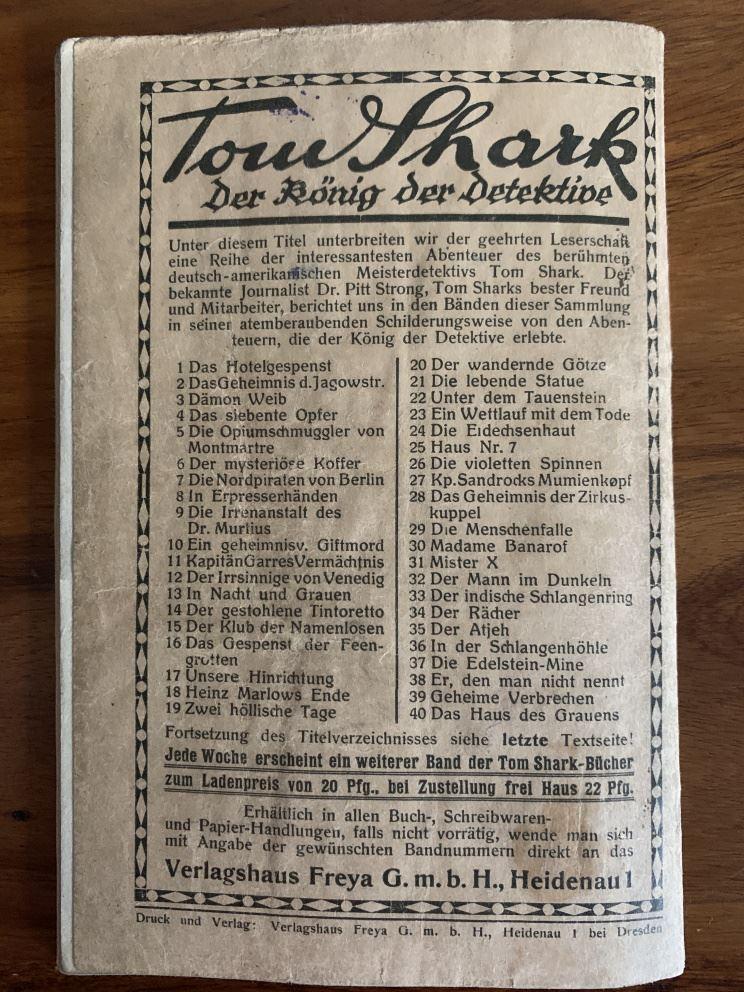 Tom Shark
Der König der Detektive
Unter diesem Titel unterbreiten wir der geehrten Leserschaft
eine Reihe der interessantesten Abenteuer des berühmten
deutsch-amerikanischen Meisterdetektivs Tom Shark. Der
bekannte Journalist Dr. Pitt Strong, Tom Sharks bester Freund
und Mitarbeiter, berichtet uns in den Bänden dieser Sammlung
in seiner atemberaubenden Schilderungsweise von den Aben-
teuern, die der König der Detektive erlebte.
1 Das Hotelgespenst
2 Das Geheimnis d. Jagowstr.
3 Dämon Weib
4 Das siebente Opfer
5 Die Opiumschmuggler von
Montmartre
6 Der mysteriöse Koffer
7 Die Nordpiraten von Berlin
8 In Erpresserhänden
9 Die Irrenanstalt des
Dr. Murlius
10 Ein geheimnisv. Giftmord
11 Kapitän Garres Vermächtnis
12 Der Irrsinnige von Venedig
13 In Nacht und Grauen
14 Der gestohlene Tintoretto
15 Der Klub der Namenlosen
16 Das Gespenst der Feen-
grotten
17 Unsere Hinrichtung
18 Heinz Marlows Ende
19 Zwei höllische Tage
20 Der wandernde Götze
21 Die lebende Statue
22 Unter dem Tauenstein
23 Ein Wettlauf mit dem Tode
24 Die Eidechsenhaut
25 Haus Nr. 7
26 Die violetten Spinnen
27 Kp. Sandrocks Mumienkopf
28 Das Geheimnis der Zirkus-
kuppel
29 Die Menschenfalle
30 Madame Banarof
31 Mister X
32 Der Mann im Dunkeln
33 Der indische Schlangenring
34 Der Rächer
35 Der Atjeh
36 In der Schlangenhöhle
37 Die Edelstein-Mine
38 Er, den man nicht nennt
39 Geheime Verbrechen
40 Das Haus des Grauens
Fortsetzung des Titelverzeichnisses siehe letzte Textseite!
Jede Woche erscheint ein weiterer Band der Tom Shark-Bücher
zum Ladenpreis von 20 Pfg., bei Zustellung frei Haus 22 Pfg.
Erhältlich in allen Buch-, Schreibwaren-
und Papier-Handlungen, falls nicht vorrätig, wende man sich
mit Angabe der gewünschten Bandnummern direkt an das
Verlagshaus Freya G. m. b. H., Heidenau 1
Druck und Verlag: Verlagshaus Freya G. m. b. H., Heidenau 1 bei Dresden